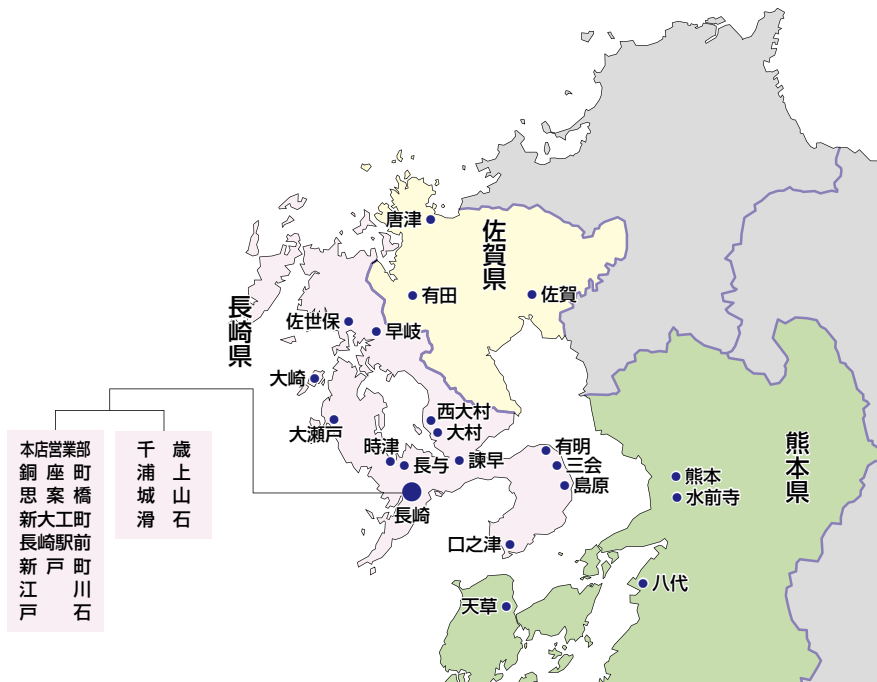 唐津
佐賀県
有田
佐賀
長崎県
佐世保
早岐
大崎
大瀬戸
西大村
大村
時津
長与
諫早
有明
三会
島原
長崎
口之津
熊本県
熊本
水前寺
八代
天草
本店営業部
銅座町
思案橋
新大工町
長崎駅前
新戸町
江川
戸石
千歳
浦上
城山
滑石